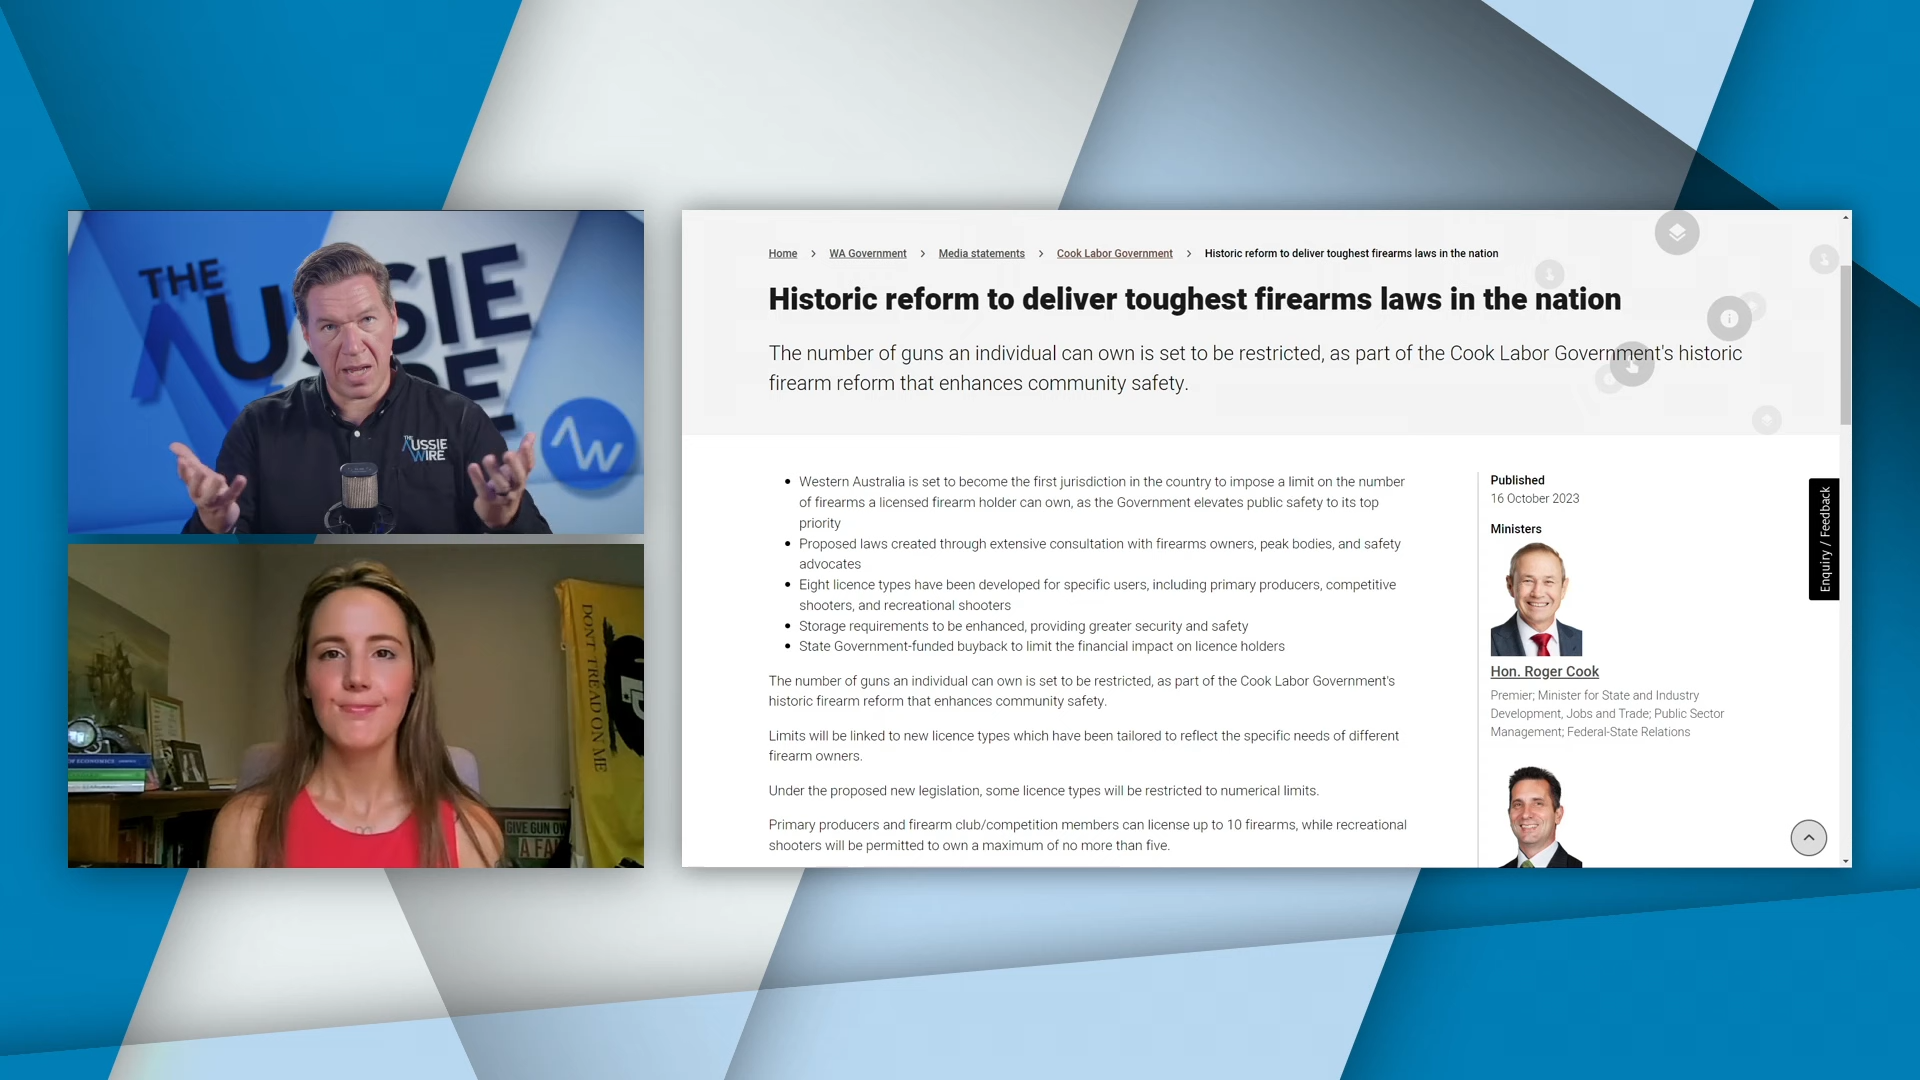 THE
AUSSIE
WIRE
THE
AUSSIE
WIRE
AW
DON'T TREAD ON ME
OF ECONOMICS
GIVE GUN
A FA
Home > WA Government > Media statements > Cook Labor Government > Historic reform to deliver toughest firearms laws in the nation
Historic reform to deliver toughest firearms laws in the nation
The number of guns an individual can own is set to be restricted, as part of the Cook Labor Government's historic
firearm reform that enhances community safety.
• Western Australia is set to become the first jurisdiction in the country to impose a limit on the number
of firearms a licensed firearm holder can own, as the Government elevates public safety to its top
priority
• Proposed laws created through extensive consultation with firearms owners, peak bodies, and safety
advocates
• Eight licence types have been developed for specific users, including primary producers, competitive
shooters, and recreational shooters
• Storage requirements to be enhanced, providing greater security and safety
• State Government-funded buyback to limit the financial impact on licence holders
The number of guns an individual can own is set to be restricted, as part of the Cook Labor Government's
historic firearm reform that enhances community safety.
Limits will be linked to new licence types which have been tailored to reflect the specific needs of different
firearm owners.
Under the proposed new legislation, some licence types will be restricted to numerical limits.
Primary producers and firearm club/competition members can license up to 10 firearms, while recreational
shooters will be permitted to own a maximum of no more than five.
Published
16 October 2023
Ministers
Hon. Roger Cook
Premier; Minister for State and Industry
Development, Jobs and Trade; Public Sector
Management; Federal-State Relations
Enquiry / Feedback